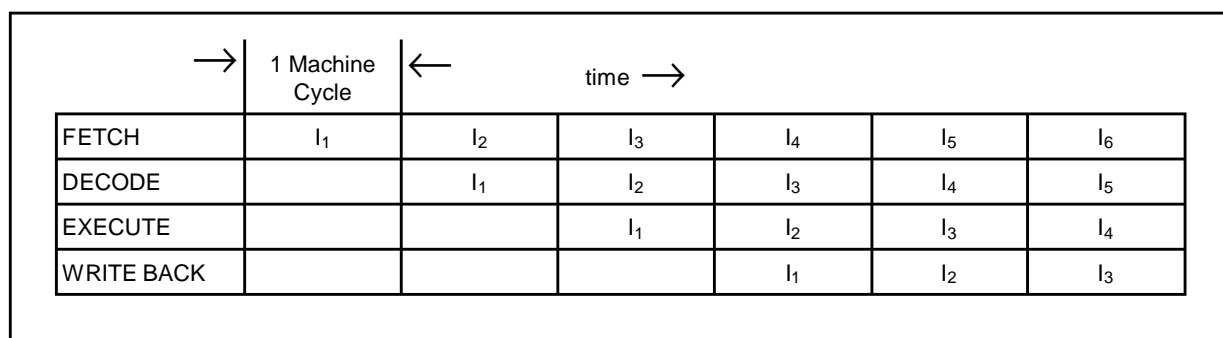 → 1 Machine ← time →
Cycle
FETCH I₁ I₂ I₃ I₄ I₅ I₆
DECODE I₁ I₂ I₃ I₄ I₅
EXECUTE I₁ I₂ I₃ I₄
WRITE BACK I₁ I₂ I₃